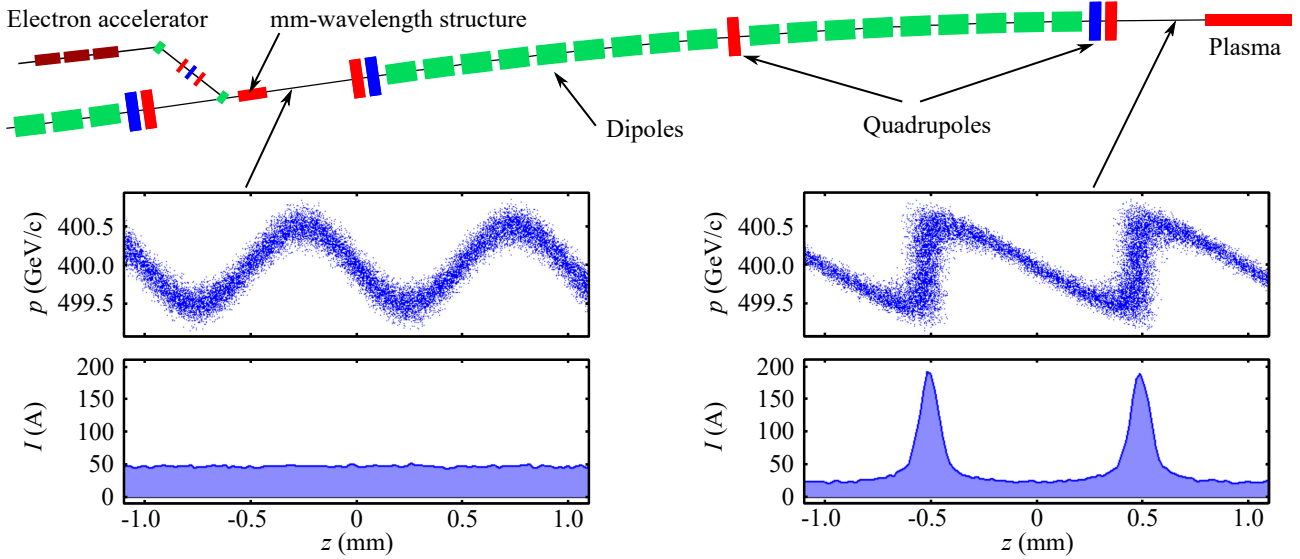 Electron accelerator
mm-wavelength structure
Plasma
Dipoles
Quadrupoles
p (GeV/c)
400.5
400.0
499.5
I (A)
200
150
100
50
0
-1.0 -0.5 0 0.5 1.0
z (mm)
p (GeV/c)
400.5
400.0
499.5
I (A)
200
150
100
50
0
-1.0 -0.5 0 0.5 1.0
z (mm)